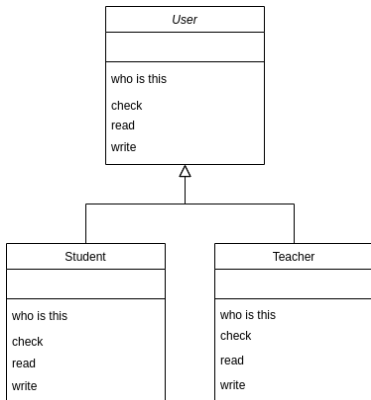 User
who is this
check
read
write
Student
who is this
check
read
write
Teacher
who is this
check
read
write